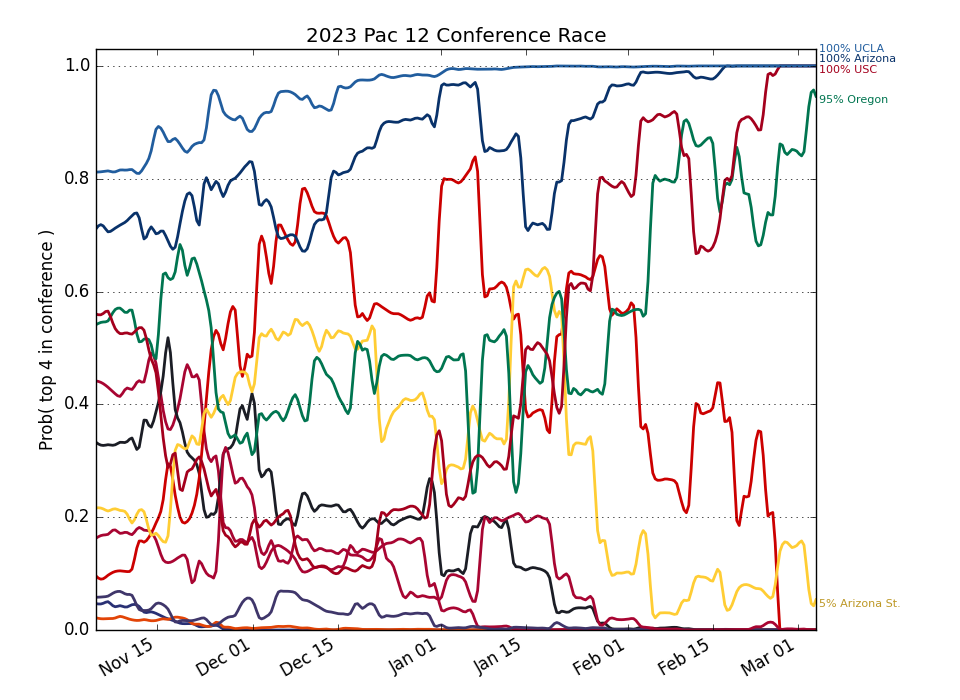 2023 Pac 12 Conference Race
100% UCLA
100% Arizona
100% USC
95% Oregon
5% Arizona St.
Prob( top 4 in conference )
1.0
0.8
0.6
0.4
0.2
0.0
Nov 15
Dec 01
Dec 15
Jan 01
Jan 15
Feb 01
Feb 15
Mar 01